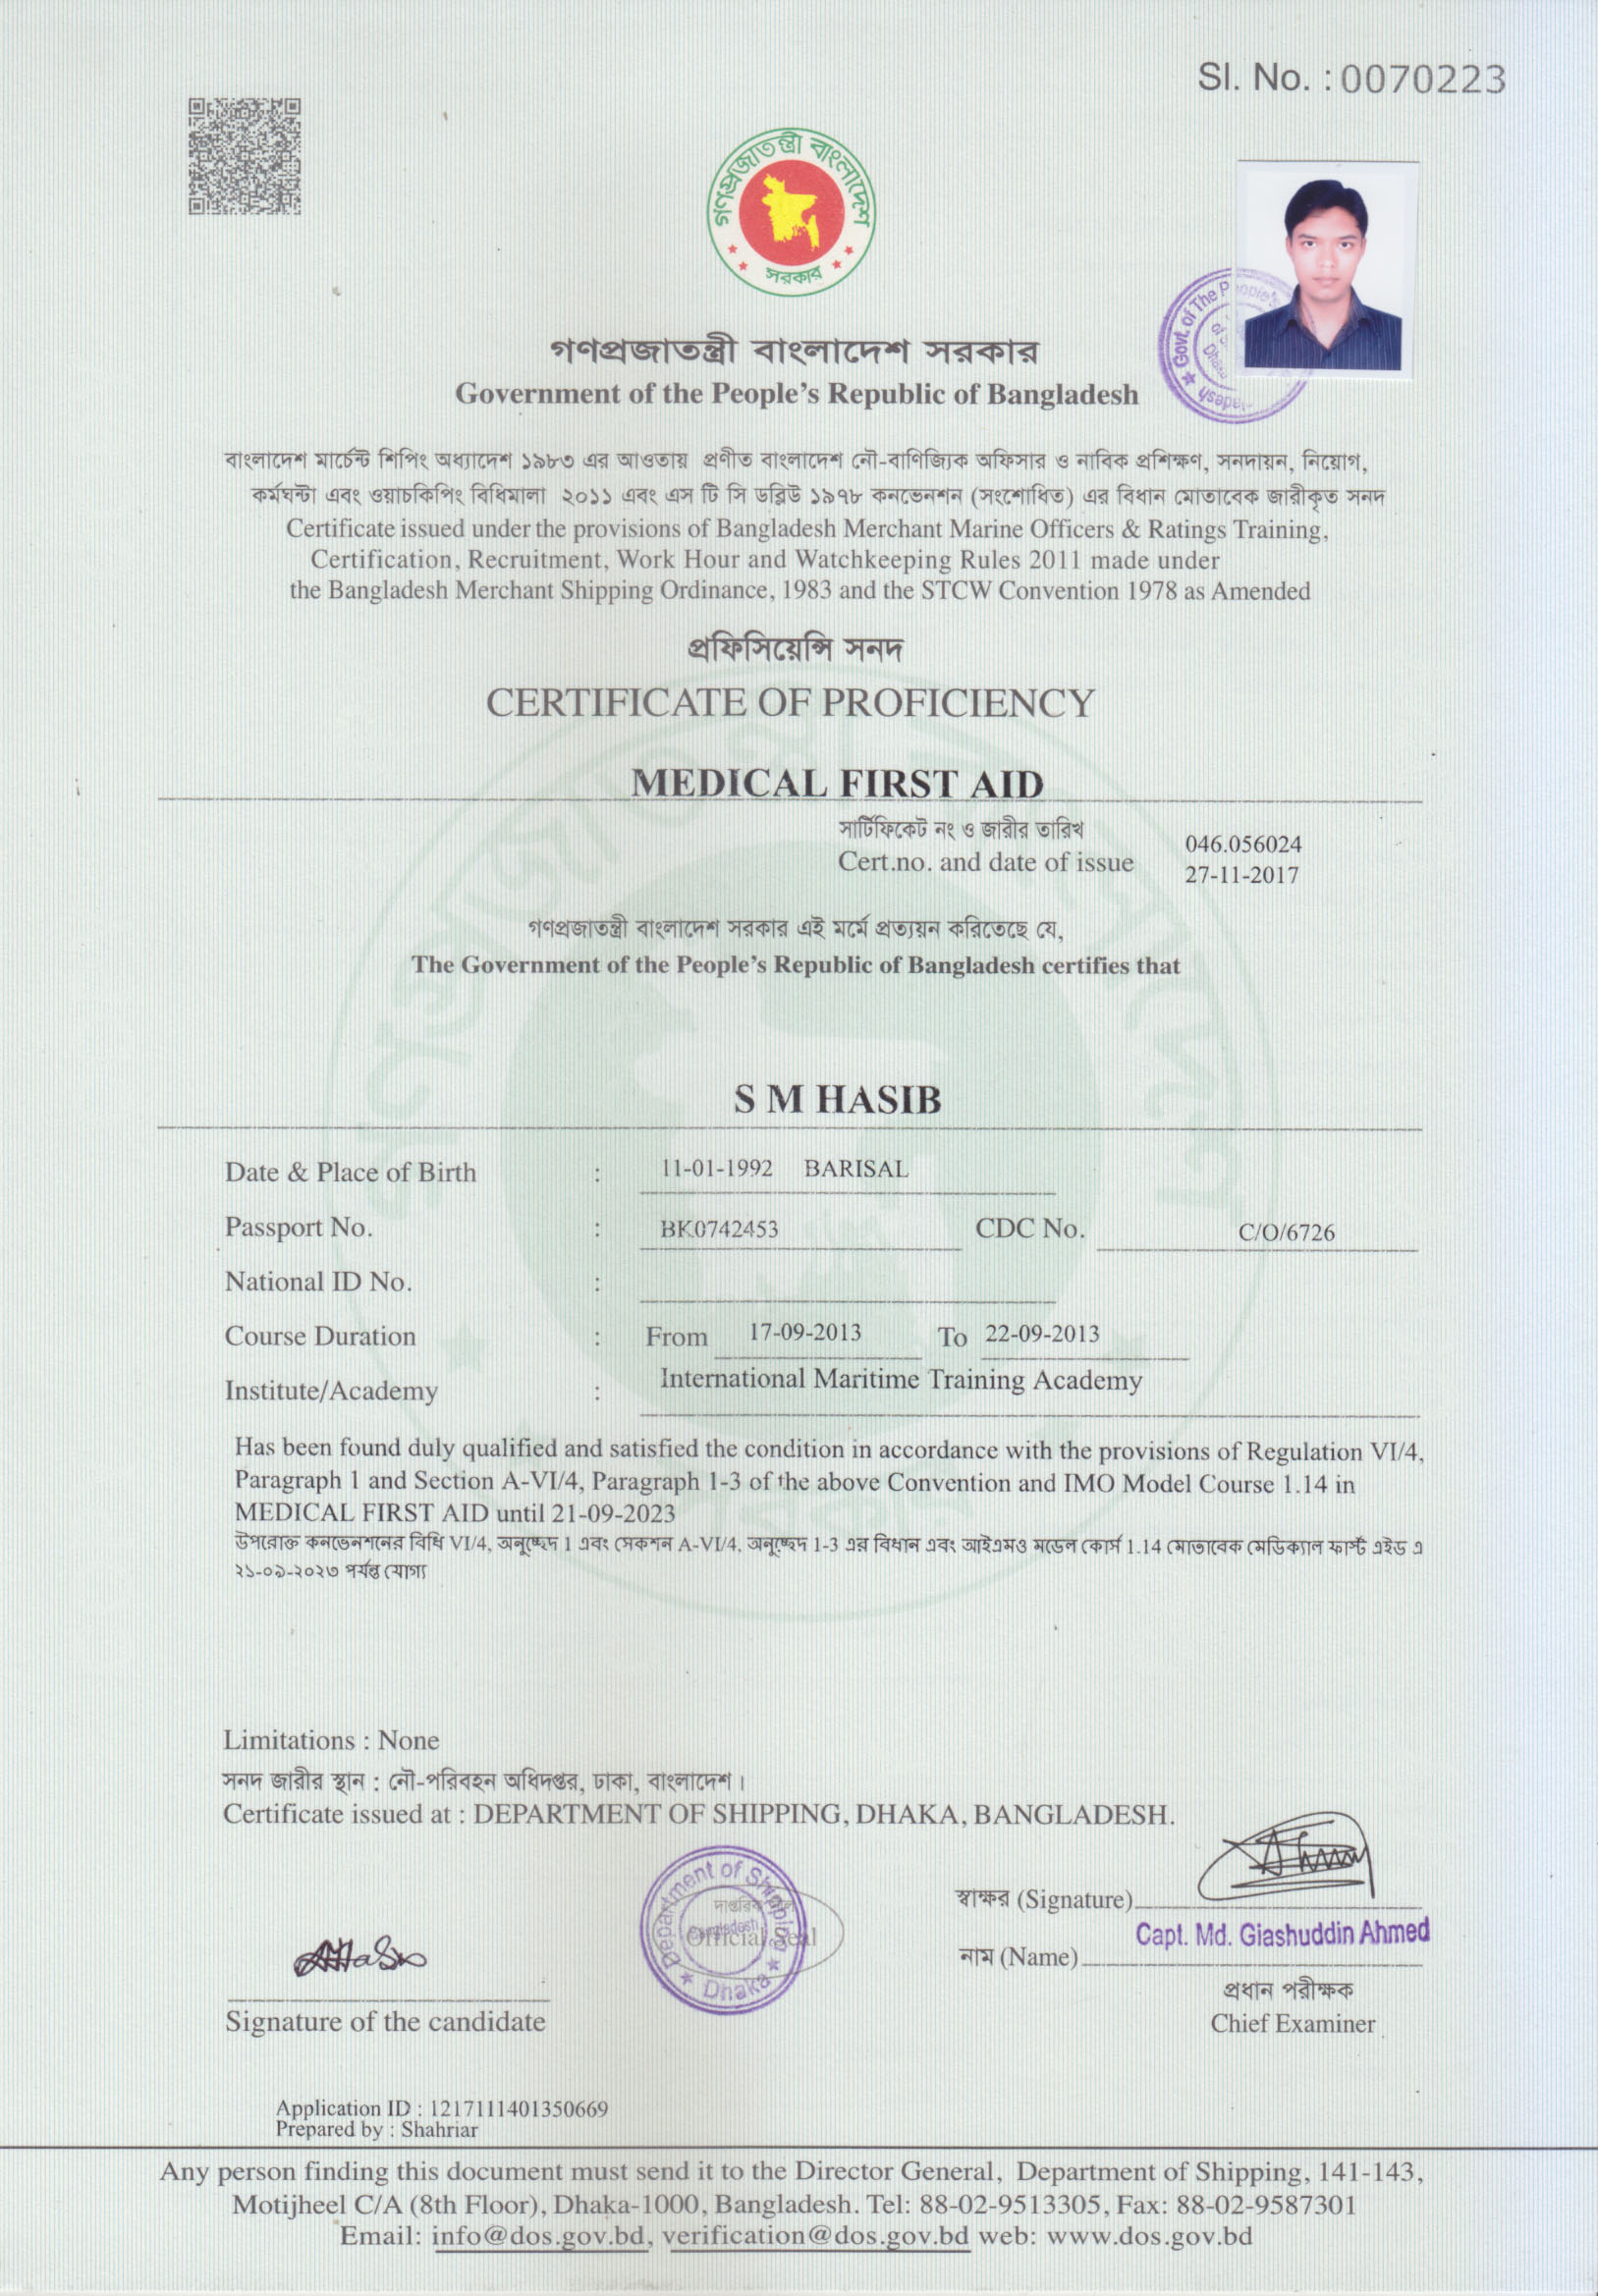 Sl. No. : 0070223
গণপ্রজাতন্ত্রী বাংলাদেশ
সরকার
Govt. of The People's
Dhaka
গণপ্রজাতন্ত্রী বাংলাদেশ সরকার
Government of the People's Republic of Bangladesh
বাংলাদেশ মার্চেন্ট শিপিং অধ্যাদেশ ১৯৮৩ এর আওতায় প্রণীত বাংলাদেশ নৌ-বাণিজ্যিক অফিসার ও নাবিক প্রশিক্ষণ, সনদায়ন, নিয়োগ,
কর্মঘন্টা এবং ওয়াচকিপিং বিধিমালা ২০১১ এবং এস টি সি ডব্লিউ ১৯৭৮ কনভেনশন (সংশোধিত) এর বিধান মোতাবেক জারীকৃত সনদ
Certificate issued under the provisions of Bangladesh Merchant Marine Officers & Ratings Training,
Certification, Recruitment, Work Hour and Watchkeeping Rules 2011 made under
the Bangladesh Merchant Shipping Ordinance, 1983 and the STCW Convention 1978 as Amended
প্রফিসিয়েন্সি সনদ
CERTIFICATE OF PROFICIENCY
MEDICAL FIRST AID
সার্টিফিকেট নং ও জারীর তারিখ
Cert.no. and date of issue
046.056024
27-11-2017
গণপ্রজাতন্ত্রী বাংলাদেশ সরকার এই মর্মে প্রত্যয়ন করিতেছে যে,
The Government of the People's Republic of Bangladesh certifies that
S M HASIB
Date & Place of Birth : 11-01-1992 BARISAL
Passport No. : BK0742453 CDC No. C/O/6726
National ID No. :
Course Duration : From 17-09-2013 To 22-09-2013
Institute/Academy : International Maritime Training Academy
Has been found duly qualified and satisfied the condition in accordance with the provisions of Regulation VI/4,
Paragraph 1 and Section A-VI/4, Paragraph 1-3 of the above Convention and IMO Model Course 1.14 in
MEDICAL FIRST AID until 21-09-2023
উপরোক্ত কনভেনশনের বিধি VI/4, অনুচ্ছেদ 1 এবং সেকশন A-VI/4, অনুচ্ছেদ 1-3 এর বিধান এবং আইএমও মডেল কোর্স 1.14 মোতাবেক মেডিক্যাল ফার্স্ট এইড এ
২১-০৯-২০২৩ পর্যন্ত যোগ্য
Limitations : None
সনদ জারীর স্থান : নৌ-পরিবহন অধিদপ্তর, ঢাকা, বাংলাদেশ।
Certificate issued at : DEPARTMENT OF SHIPPING, DHAKA, BANGLADESH.
Department of Shipping
Bangladesh
Official Seal
Dhaka
স্বাক্ষর (Signature)
Capt. Md. Giashuddin Ahmed
নাম (Name)
প্রধান পরীক্ষক
Chief Examiner
Signature of the candidate
Application ID : 1217111401350669
Prepared by : Shahriar
Any person finding this document must send it to the Director General, Department of Shipping, 141-143,
Motijheel C/A (8th Floor), Dhaka-1000, Bangladesh. Tel: 88-02-9513305, Fax: 88-02-9587301
Email: info@dos.gov.bd, verification@dos.gov.bd web: www.dos.gov.bd